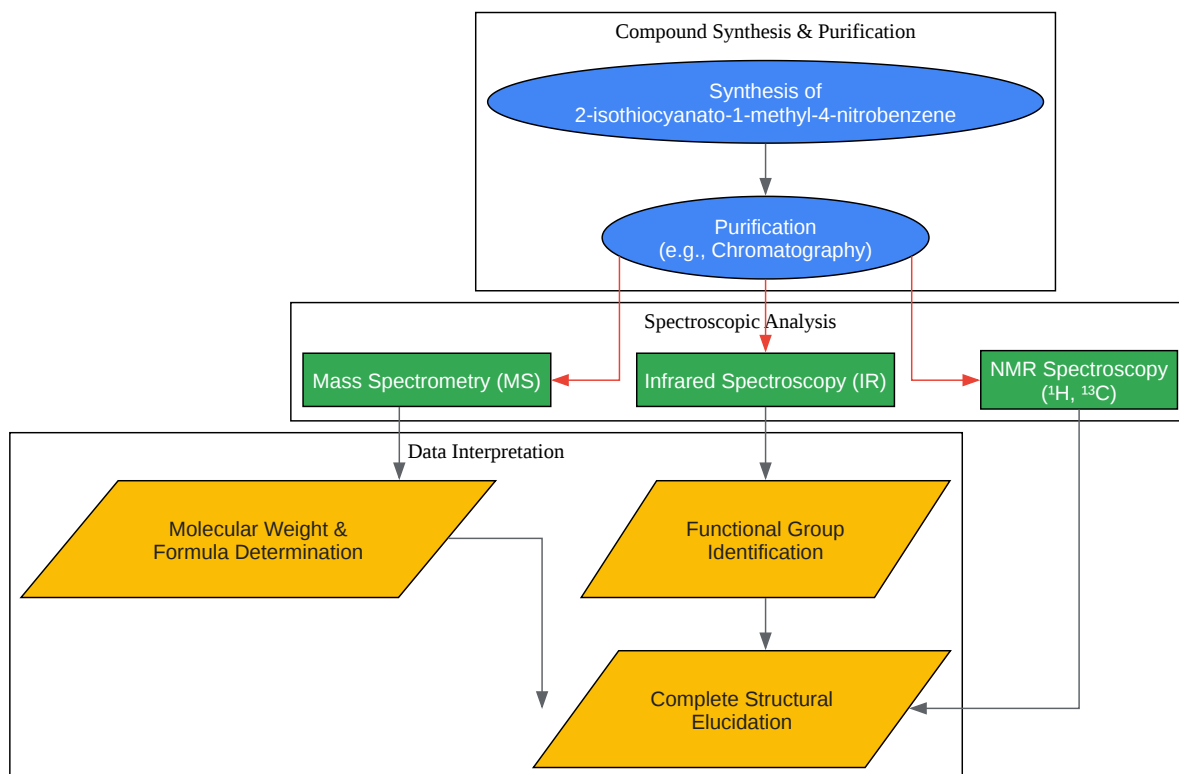 Compound Synthesis & Purification
Synthesis of
2-isothiocyanato-1-methyl-4-nitrobenzene
Purification
(e.g., Chromatography)
Spectroscopic Analysis
Mass Spectrometry (MS)
Infrared Spectroscopy (IR)
NMR Spectroscopy
(¹H, ¹³C)
Data Interpretation
Molecular Weight &
Formula Determination
Functional Group
Identification
Complete Structural
Elucidation